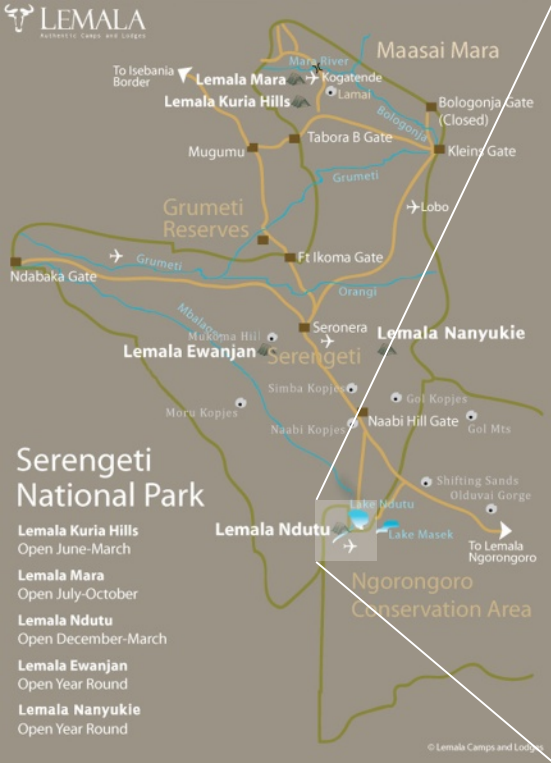 LEMALA
Authentic Camps and Lodges
Maasai Mara
Mara River
To Isebania
Border
Lemala Mara
Kogatende
Lamai
Lemala Kuria Hills
Bologonja Gate
(Closed)
Bologonja
Tabora B Gate
Mugumu
Kleins Gate
Grumeti
Grumeti
Reserves
Lobo
Ft Ikoma Gate
Grumeti
Ndabaka Gate
Orangi
Seronera
Lemala Nanyukie
Lemala Ewanjan
Serengeti
Simba Kopjes
Gol Kopjes
Moru Kopjes
Naabi Hill Gate
Gol Mts
Naabi Kopjes
Serengeti
National Park
Shifting Sands
Olduvai Gorge
Lake Ndutu
Lemala Ndutu
Lake Masek
To Lemala
Ngorongoro
Ngorongoro
Conservation Area
Lemala Kuria Hills
Open June-March
Lemala Mara
Open July-October
Lemala Ndutu
Open December-March
Lemala Ewanjan
Open Year Round
Lemala Nanyukie
Open Year Round
© Lemala Camps and Lodges